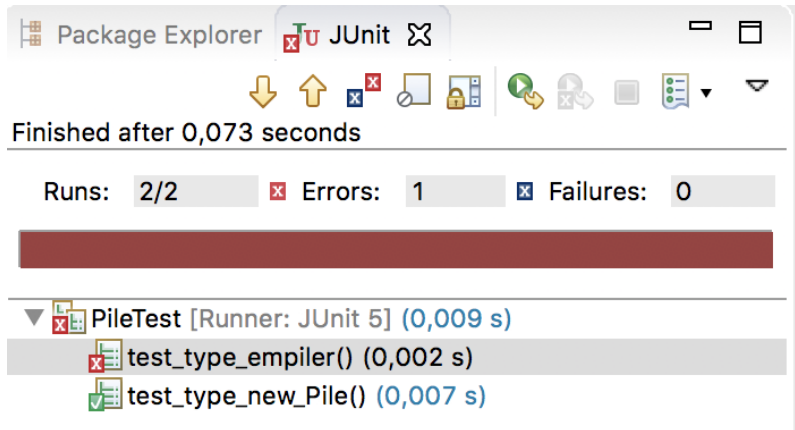 Package Explorer JUnit
Finished after 0,073 seconds
Runs: 2/2 Errors: 1 Failures: 0
PileTest [Runner: JUnit 5] (0,009 s)
test_type_empiler() (0,002 s)
test_type_new_Pile() (0,007 s)